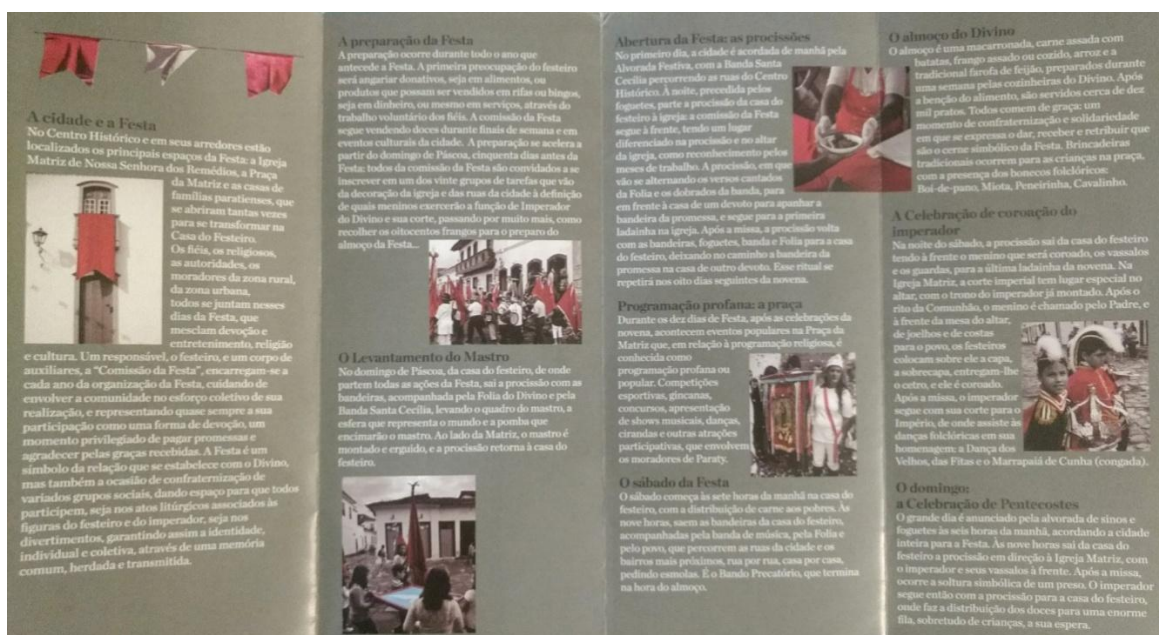 A cidade e a Festa
No Centro Histórico e em seus arredores estão
localizados os principais espaços da Festa: a Igreja
Matriz de Nossa Senhora dos Remédios, a Praça
da Matriz e as casas de
famílias paratienses, que
se abriram tantas vezes
para se transformar na
Casa do Festeiro.
Os fiéis, os religiosos,
as autoridades, os
moradores da zona rural,
da zona urbana,
todos se juntam nesses
dias da Festa, que
mesclam devoção e
entretenimento, religião
e cultura. Um responsável, o festeiro, e um corpo de
auxiliares, a “Comissão da Festa”, encarregam-se a
cada ano da organização da Festa, cuidando de
envolver a comunidade no esforço coletivo de sua
realização, e representando quase sempre a sua
participação como uma forma de devoção, um
momento privilegiado de pagar promessas e
agradecer pelas graças recebidas. A Festa é um
símbolo da relação que se estabelece com o Divino,
mas também a ocasião de confraternização de
variados grupos sociais, dando espaço para que todos
participem, seja nos atos litúrgicos associados às
figuras do festeiro e do imperador, seja nos
divertimentos, garantindo assim a identidade,
individual e coletiva, através de uma memória
comum, herdada e transmitida.
A preparação da Festa
A preparação ocorre durante todo o ano que
antecede a Festa. A primeira preocupação do festeiro
será angariar donativos, seja em alimentos, ou
produtos que possam ser vendidos em rifas ou bingos,
seja em dinheiro, ou mesmo em serviços, através do
trabalho voluntário dos fiéis. A comissão da Festa
segue vendendo doces durante finais de semana e em
eventos culturais da cidade. A preparação se acelera a
partir do domingo de Páscoa, cinquenta dias antes da
Festa; todos da comissão da Festa são convidados a se
inscrever em um dos vinte grupos de tarefas que vão
da decoração da igreja e das ruas da cidade à definição
de quais meninos exercerão a função de Imperador
do Divino e sua corte, passando por muito mais, como
recolher os oitocentos frangos para o preparo do
almoço da Festa...
O Levantamento do Mastro
No domingo de Páscoa, da casa do festeiro, de onde
partem todas as ações da Festa, sai a procissão com as
bandeiras, acompanhada pela Folia do Divino e pela
Banda Santa Cecília, levando o quadro do mastro, a
esfera que representa o mundo e a pomba que
encimarão o mastro. Ao lado da Matriz, o mastro é
montado e erguido, e a procissão retorna à casa do
festeiro.
Abertura da Festa: as procissões
No primeiro dia, a cidade é acordada de manhã pela
Alvorada Festiva, com a Banda Santa
Cecília percorrendo as ruas do Centro
Histórico. À noite, precedida pelos
foguetes, parte a procissão da casa do
festeiro à igreja: a comissão da Festa
segue à frente, tendo um lugar
diferenciado na procissão e no altar
da igreja, como reconhecimento pelos
meses de trabalho. A procissão, em que
vão se alternando os versos cantados
da Folia e os dobrados da banda, para
em frente à casa de um devoto para apanhar a
bandeira da promessa, e segue para a primeira
ladainha na igreja. Após a missa, a procissão volta
com as bandeiras, foguetes, banda e Folia para a casa
do festeiro, deixando no caminho a bandeira da
promessa na casa de outro devoto. Esse ritual se
repetirá nos oito dias seguintes da novena.
Programação profana: a praça
Durante os dez dias de Festa, após as celebrações da
novena, acontecem eventos populares na Praça da
Matriz que, em relação à programação religiosa, é
conhecida como
programação profana ou
popular. Competições
esportivas, gincanas,
concursos, apresentação
de shows musicais, danças,
cirandas e outras atrações
participativas, que envolvem
os moradores de Paraty.
O sábado da Festa
O sábado começa às sete horas da manhã na casa do
festeiro, com a distribuição de carne aos pobres. Às
nove horas, saem as bandeiras da casa do festeiro,
acompanhadas pela banda de música, pela Folia e
pelo povo, que percorrem as ruas da cidade e os
bairros mais próximos, rua por rua, casa por casa,
pedindo esmolas. É o Bando Precatório, que termina
na hora do almoço.
O almoço do Divino
O almoço é uma macarronada, carne assada com
batatas, frango assado ou cozido, arroz e a
tradicional farofa de feijão, preparados durante
uma semana pelas cozinheiras do Divino. Após
a benção do alimento, são servidos cerca de dez
mil pratos. Todos comem de graça: um
momento de confraternização e solidariedade
em que se expressa o dar, receber e retribuir que
são o cerne simbólico da Festa. Brincadeiras
tradicionais ocorrem para as crianças na praça,
com a presença dos bonecos folclóricos:
Boi-de-pano, Miota, Peneirinha, Cavalinho.
A Celebração de coroação do
imperador
Na noite do sábado, a procissão sai da casa do festeiro
tendo à frente o menino que será coroado, os vassalos
e os guardas, para a última ladainha da novena. Na
Igreja Matriz, a corte imperial tem lugar especial no
altar, com o trono do imperador já montado. Após o
rito da Comunhão, o menino é chamado pelo Padre, e
à frente da mesa do altar,
de joelhos e de costas
para o povo, os festeiros
colocam sobre ele a capa,
a sobrecapa, entregam-lhe
o cetro, e ele é coroado.
Após a missa, o imperador
segue com sua corte para o
Império, de onde assiste às
danças folclóricas em sua
homenagem: a Dança dos
Velhos, das Fitas e o Marrapaiá de Cunha (congada).
O domingo:
a Celebração de Pentecostes
O grande dia é anunciado pela alvorada de sinos e
foguetes às seis horas da manhã, acordando a cidade
inteira para a Festa. Às nove horas sai da casa do
festeiro a procissão em direção à Igreja Matriz, com
o imperador e seus vassalos à frente. Após a missa,
ocorre a soltura simbólica de um preso. O imperador
segue então com a procissão para a casa do festeiro,
onde faz a distribuição dos doces para uma enorme
fila, sobretudo de crianças, a sua espera.